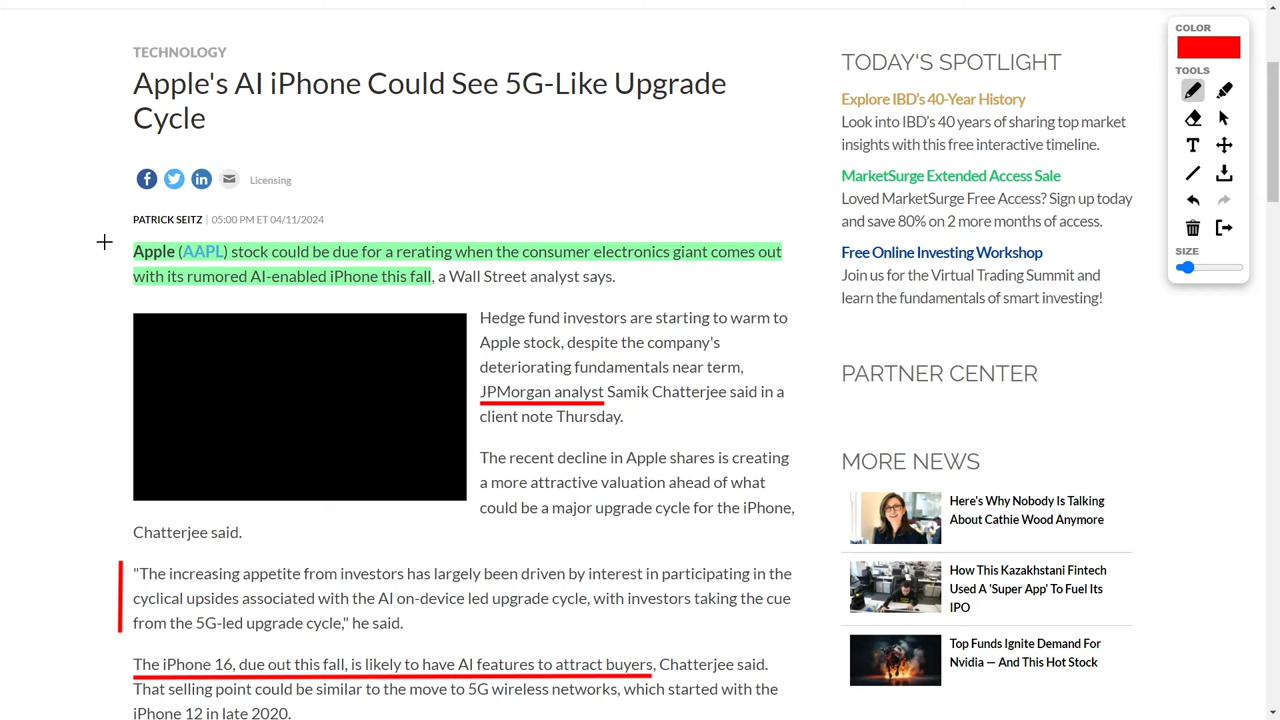 TECHNOLOGY
Apple's AI iPhone Could See 5G-Like Upgrade
Cycle
Licensing
PATRICK SEITZ | 05:00 PM ET 04/11/2024
Apple (AAPL) stock could be due for a rerating when the consumer electronics giant comes out
with its rumored AI-enabled iPhone this fall, a Wall Street analyst says.
Hedge fund investors are starting to warm to
Apple stock, despite the company's
deteriorating fundamentals near term,
JPMorgan analyst Samik Chatterjee said in a
client note Thursday.
The recent decline in Apple shares is creating
a more attractive valuation ahead of what
could be a major upgrade cycle for the iPhone,
Chatterjee said.
"The increasing appetite from investors has largely been driven by interest in participating in the
cyclical upsides associated with the AI on-device led upgrade cycle, with investors taking the cue
from the 5G-led upgrade cycle," he said.
The iPhone 16, due out this fall, is likely to have AI features to attract buyers, Chatterjee said.
That selling point could be similar to the move to 5G wireless networks, which started with the
iPhone 12 in late 2020.
TODAY'S SPOTLIGHT
Explore IBD's 40-Year History
Look into IBD's 40 years of sharing top market
insights with this free interactive timeline.
MarketSurge Extended Access Sale
Loved MarketSurge Free Access? Sign up today
and save 80% on 2 more months of access.
Free Online Investing Workshop
Join us for the Virtual Trading Summit and
learn the fundamentals of smart investing!
PARTNER CENTER
MORE NEWS
Here's Why Nobody Is Talking
About Cathie Wood Anymore
How This Kazakhstani Fintech
Used A 'Super App' To Fuel Its
IPO
Top Funds Ignite Demand For
Nvidia — And This Hot Stock
COLOR
TOOLS
SIZE